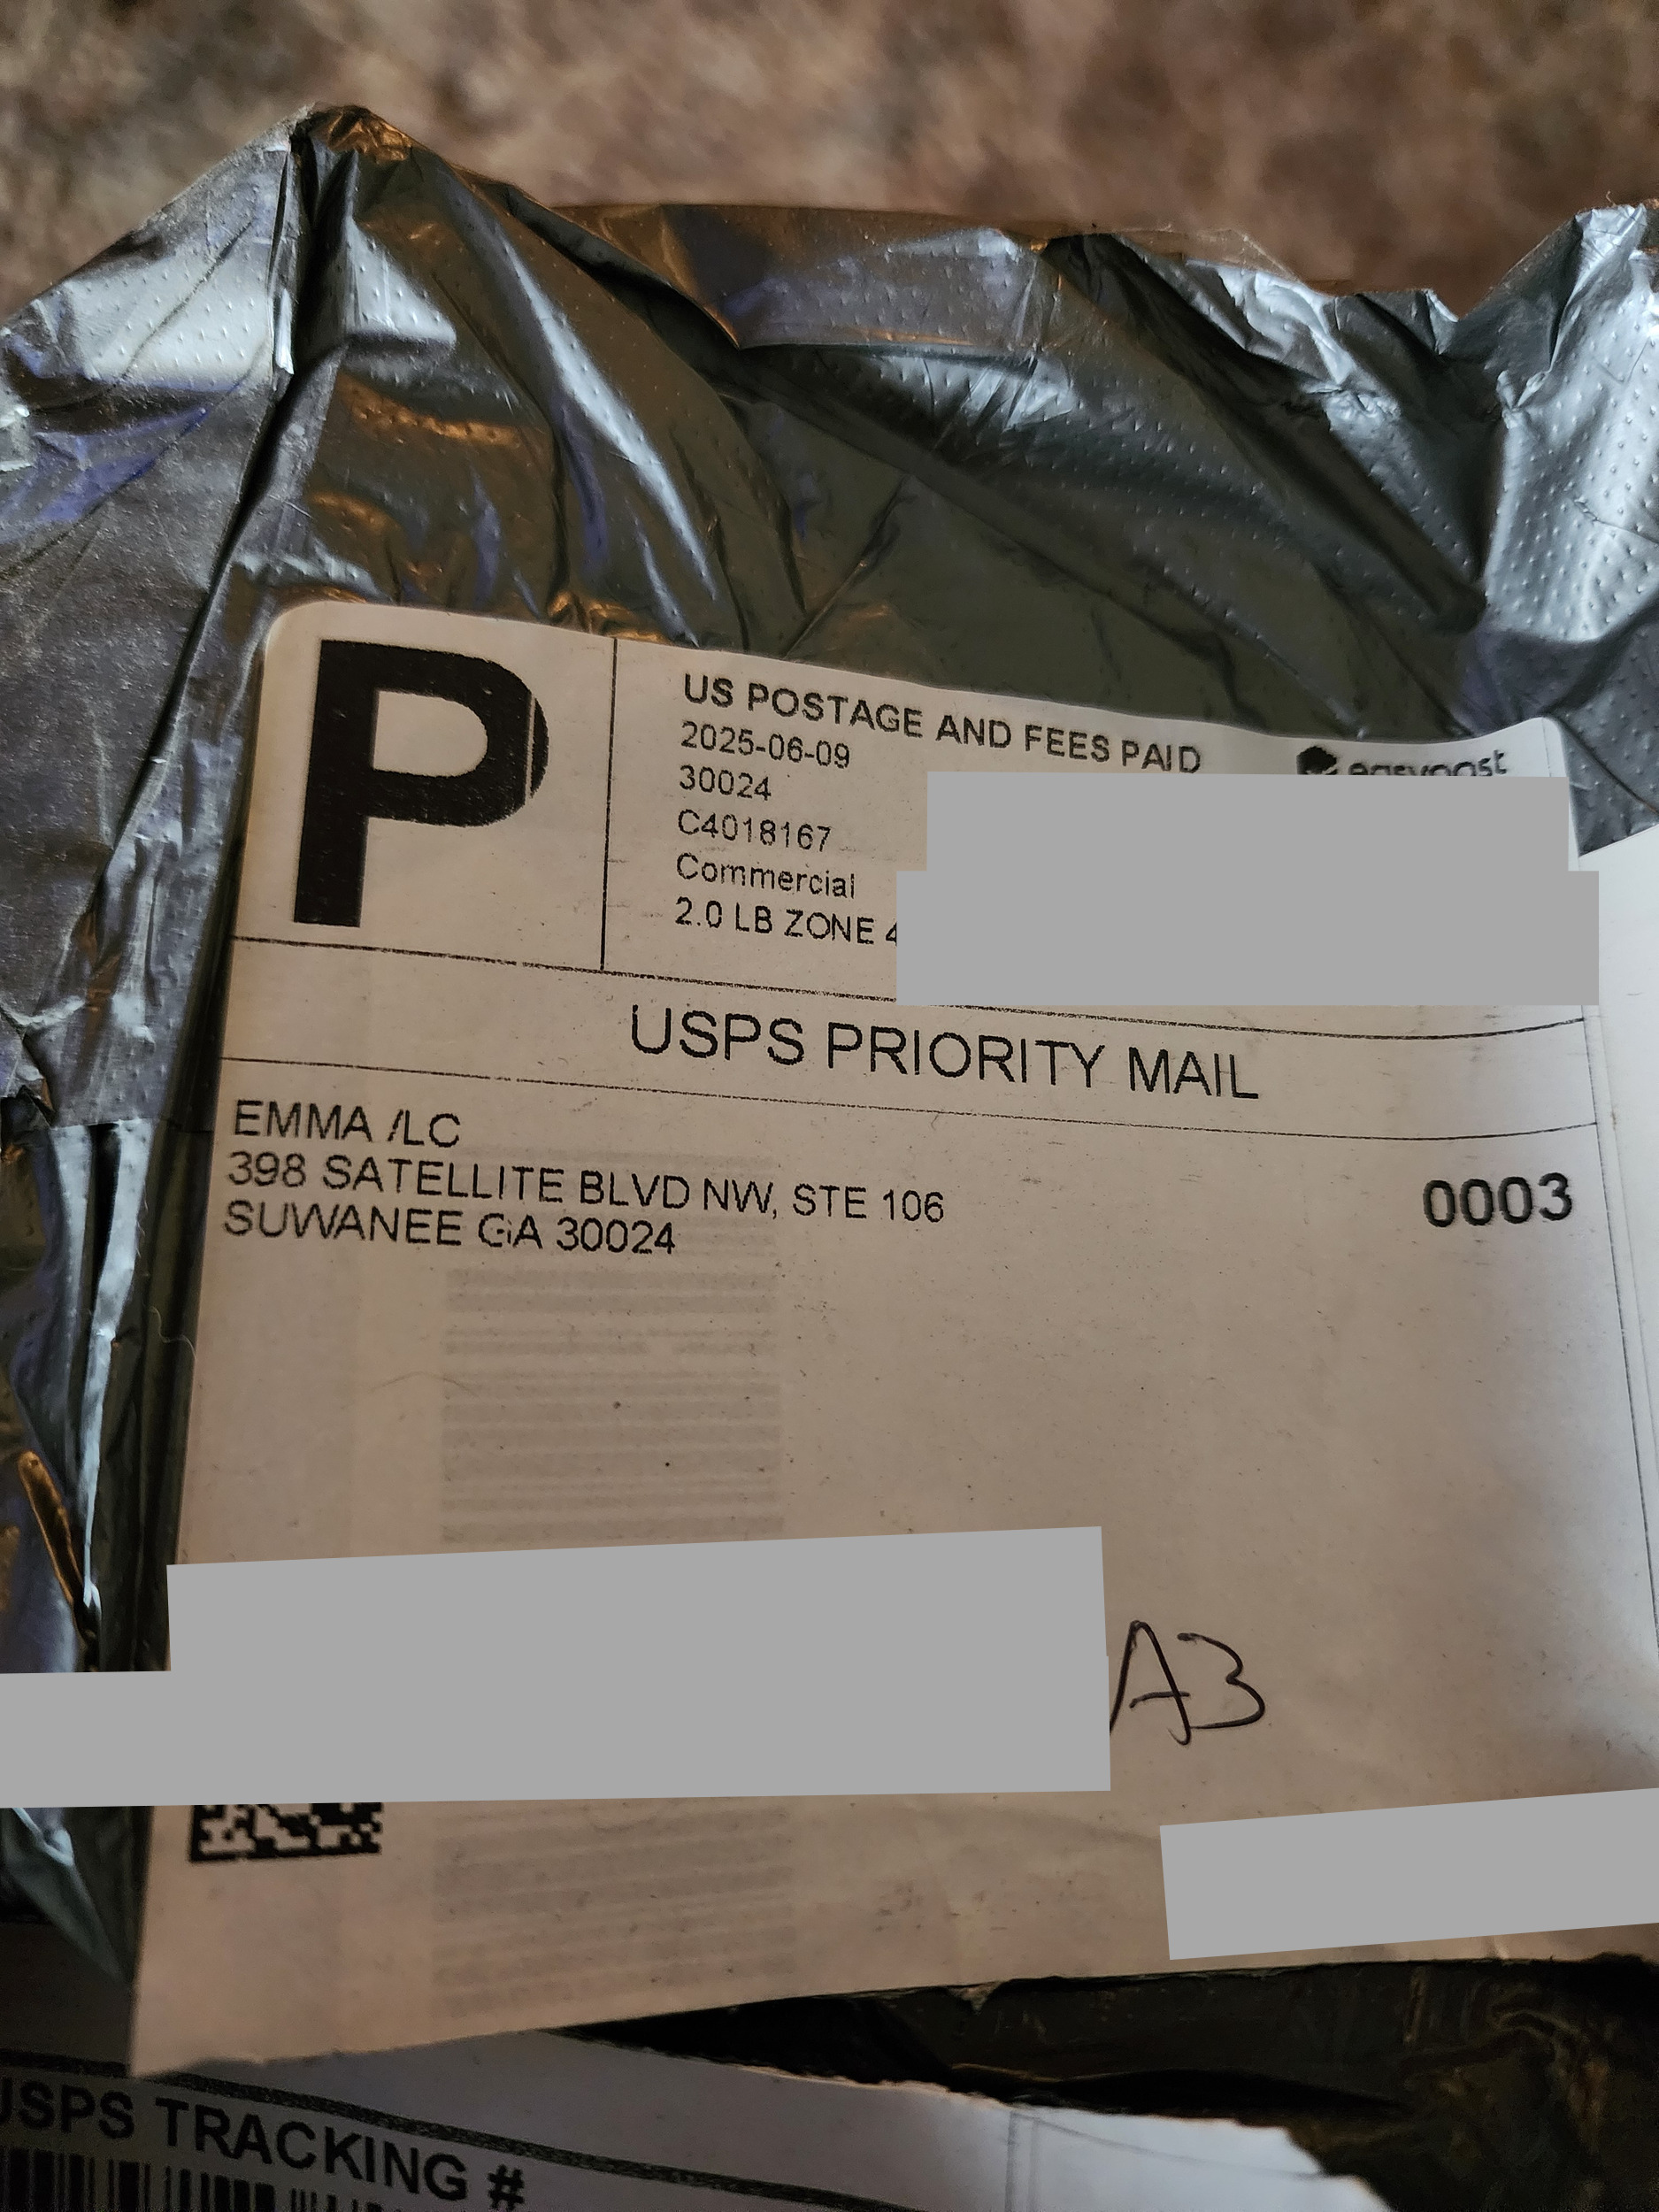 P
US POSTAGE AND FEES PAID
2025-06-09
easypost
30024
C4018167
Commercial
2.0 LB ZONE 4
USPS PRIORITY MAIL
EMMA /LC
398 SATELLITE BLVD NW, STE 106
SUWANEE GA 30024
0003
A3
USPS TRACKING #